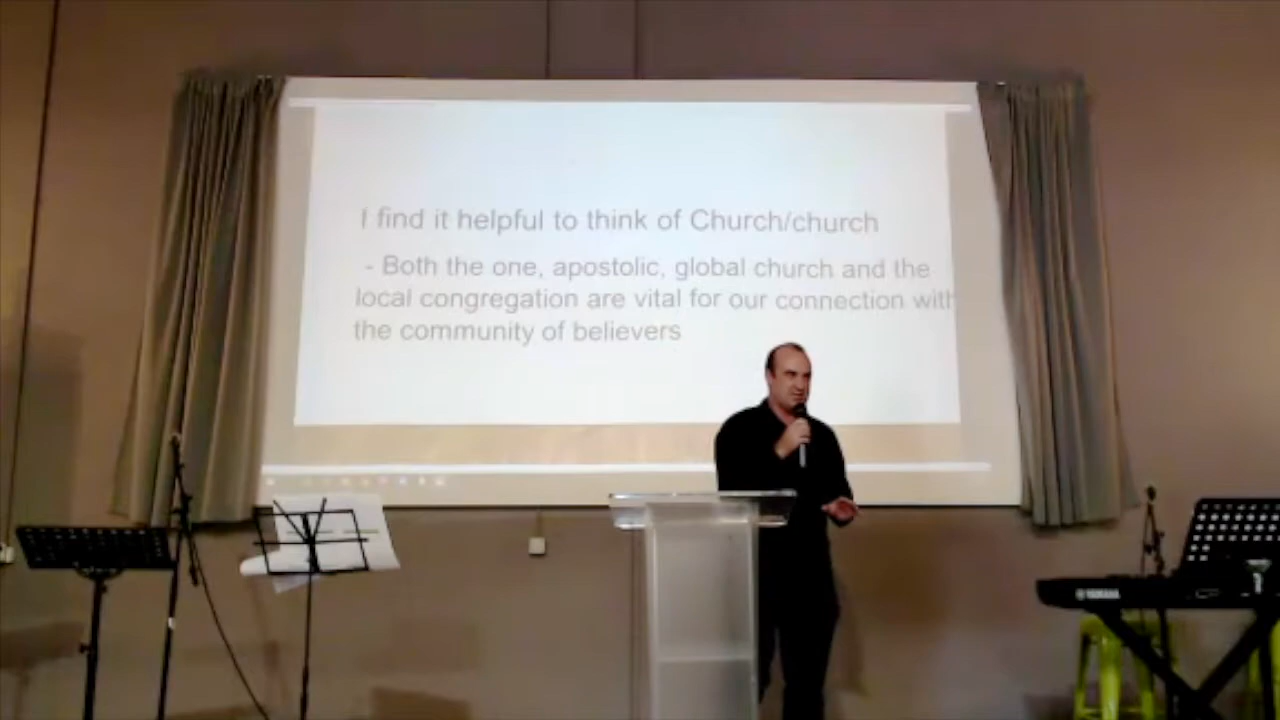 I find it helpful to think of Church/church
- Both the one, apostolic, global church and the
local congregation are vital for our connection with
the community of believers
YAMAHA